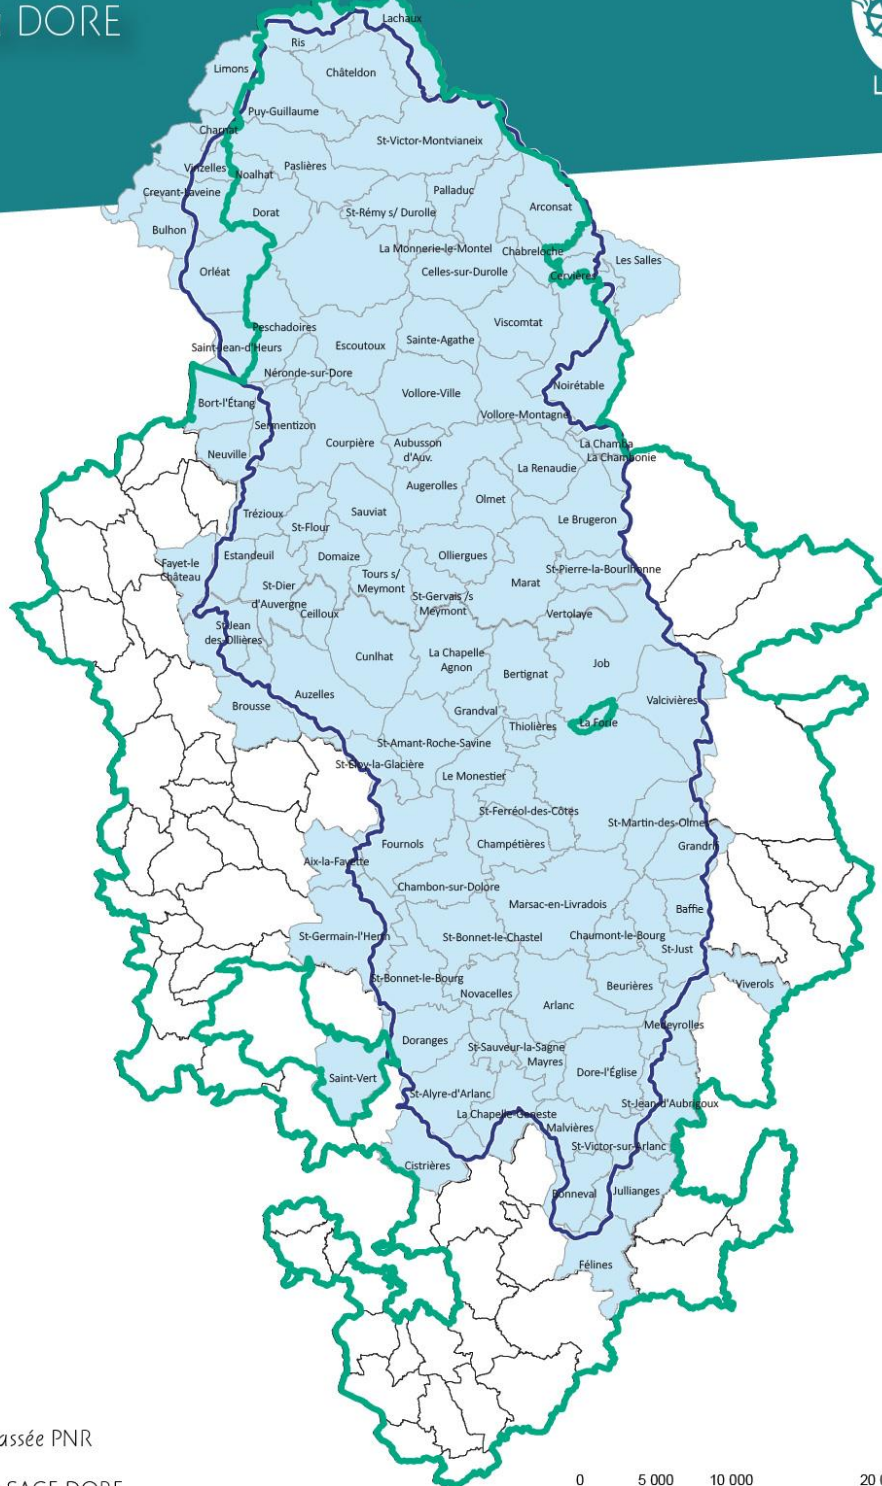 DORE
Lachaux
Ris
Limons
Châteldon
Puy-Guillaume
Charnat
St-Victor-Montvianeix
Vinzelles
Paslières
Noalhat
Crevant-Laveine
Palladuc
Dorat
St-Rémy s/ Durolle
Arconsat
Bulhon
La Monnerie-le-Montel
Chabreloche
Les Salles
Orléat
Celles-sur-Durolle
Cervières
Viscomtat
Peschadoires
Sainte-Agathe
Saint-Jean-d'Heurs
Escoutoux
Néronde-sur-Dore
Noirétable
Vollore-Ville
Bort-l'Étang
Vollore-Montagne
Sermentizon
Courpière
Aubusson
d'Auv.
La Chamba
Neuville
La Chambonie
La Renaudie
Augerolles
Olmet
Trézioux
Sauviat
Le Brugeron
St-Flour
Estandeuil
Domaize
Olliergues
Fayet-le
Château
St-Pierre-la-Bourlhonne
Tours s/
Meymont
Marat
St-Dier
d'Auvergne
St-Gervais /s
Meymont
Ceilloux
Vertolaye
St-Jean
des-Ollières
Cunlhat
La Chapelle
Agnon
Job
Bertignat
Auzelles
Valcivières
Brousse
Grandval
Thiolières
La Forie
St-Amant-Roche-Savine
St-Éloy-la-Glacière
Le Monestier
St-Ferréol-des-Côtes
St-Martin-des-Olmes
Fournols
Champétières
Grandrif
Aix-la-Fayette
Chambon-sur-Dolore
Marsac-en-Livradois
Baffie
St-Germain-l'Herm
St-Bonnet-le-Chastel
Chaumont-le-Bourg
St-Just
St-Bonnet-le-Bourg
Beurières
Viverols
Novacelles
Arlanc
Medeyrolles
Doranges
St-Sauveur-la-Sagne
Mayres
Dore-l'Église
Saint-Vert
St-Alyre-d'Arlanc
St-Jean-d'Aubrigoux
La Chapelle-Geneste
Malvières
St-Victor-sur-Arlanc
Cistrières
Bonneval
Jullianges
Félines
assée PNR
SAGE DORE
0 5 000 10 000